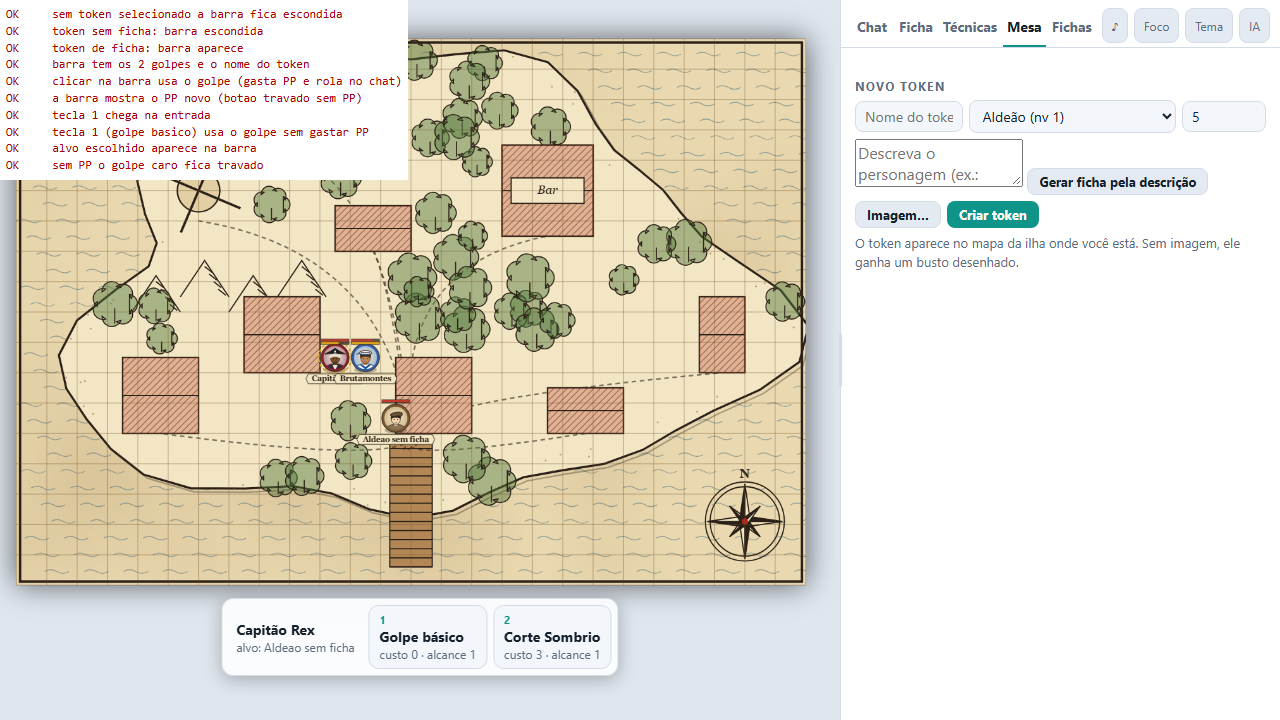 OK sem token selecionado a barra fica escondida
OK token sem ficha: barra escondida
OK token de ficha: barra aparece
OK barra tem os 2 golpes e o nome do token
OK clicar na barra usa o golpe (gasta PP e rola no chat)
OK a barra mostra o PP novo (botao travado sem PP)
OK tecla 1 chega na entrada
OK tecla 1 (golpe basico) usa o golpe sem gastar PP
OK alvo escolhido aparece na barra
OK sem PP o golpe caro fica travado
Bar
Brutamontes
Aldeao sem ficha
N
Capitão Rex
alvo: Aldeao sem ficha
1
Golpe básico
custo 0 · alcance 1
2
Corte Sombrio
custo 3 · alcance 1
Chat Ficha Técnicas Mesa Fichas ♪ Foco Tema IA
NOVO TOKEN
Nome do toke
Aldeão (nv 1)
5
Descreva o
personagem (ex.:
Gerar ficha pela descrição
Imagem...
Criar token
O token aparece no mapa da ilha onde você está. Sem imagem, ele
ganha um busto desenhado.